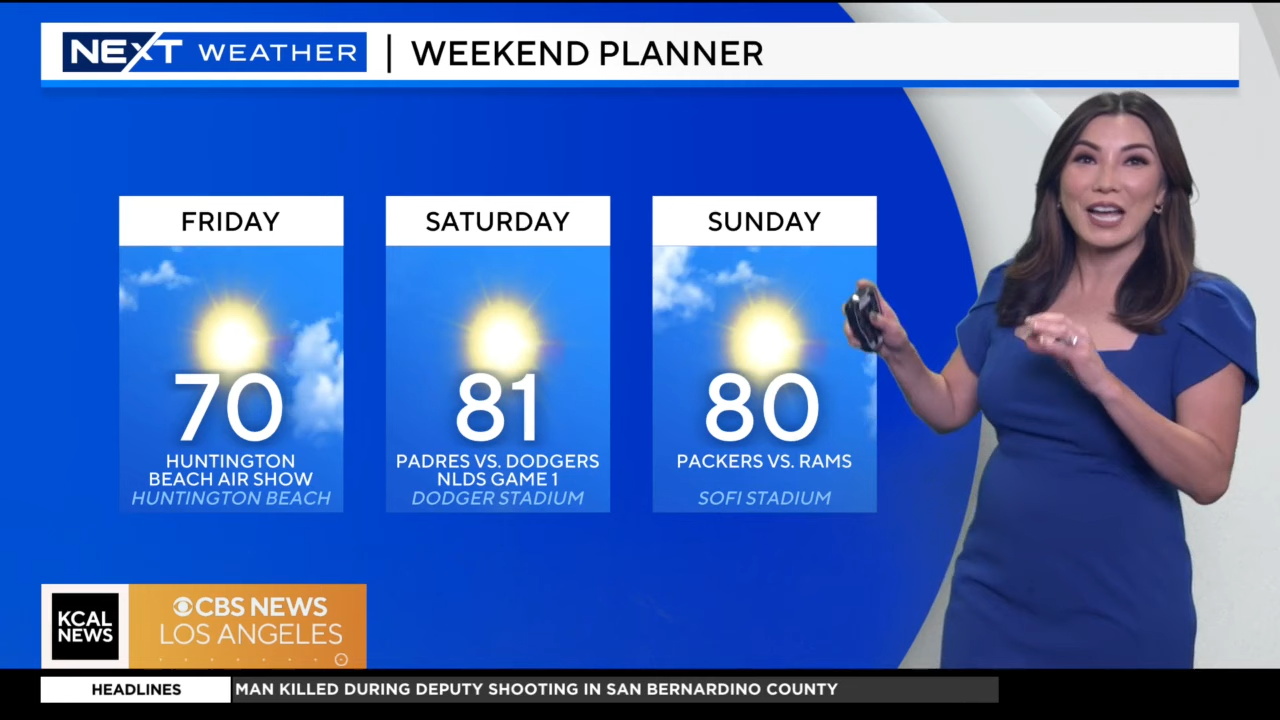 NEXT WEATHER | WEEKEND PLANNER
FRIDAY
70
HUNTINGTON
BEACH AIR SHOW
HUNTINGTON BEACH
SATURDAY
81
PADRES VS. DODGERS
NLDS GAME 1
DODGER STADIUM
SUNDAY
80
PACKERS VS. RAMS
SOFI STADIUM
KCAL
NEWS
CBS NEWS
LOS ANGELES
HEADLINES
MAN KILLED DURING DEPUTY SHOOTING IN SAN BERNARDINO COUNTY